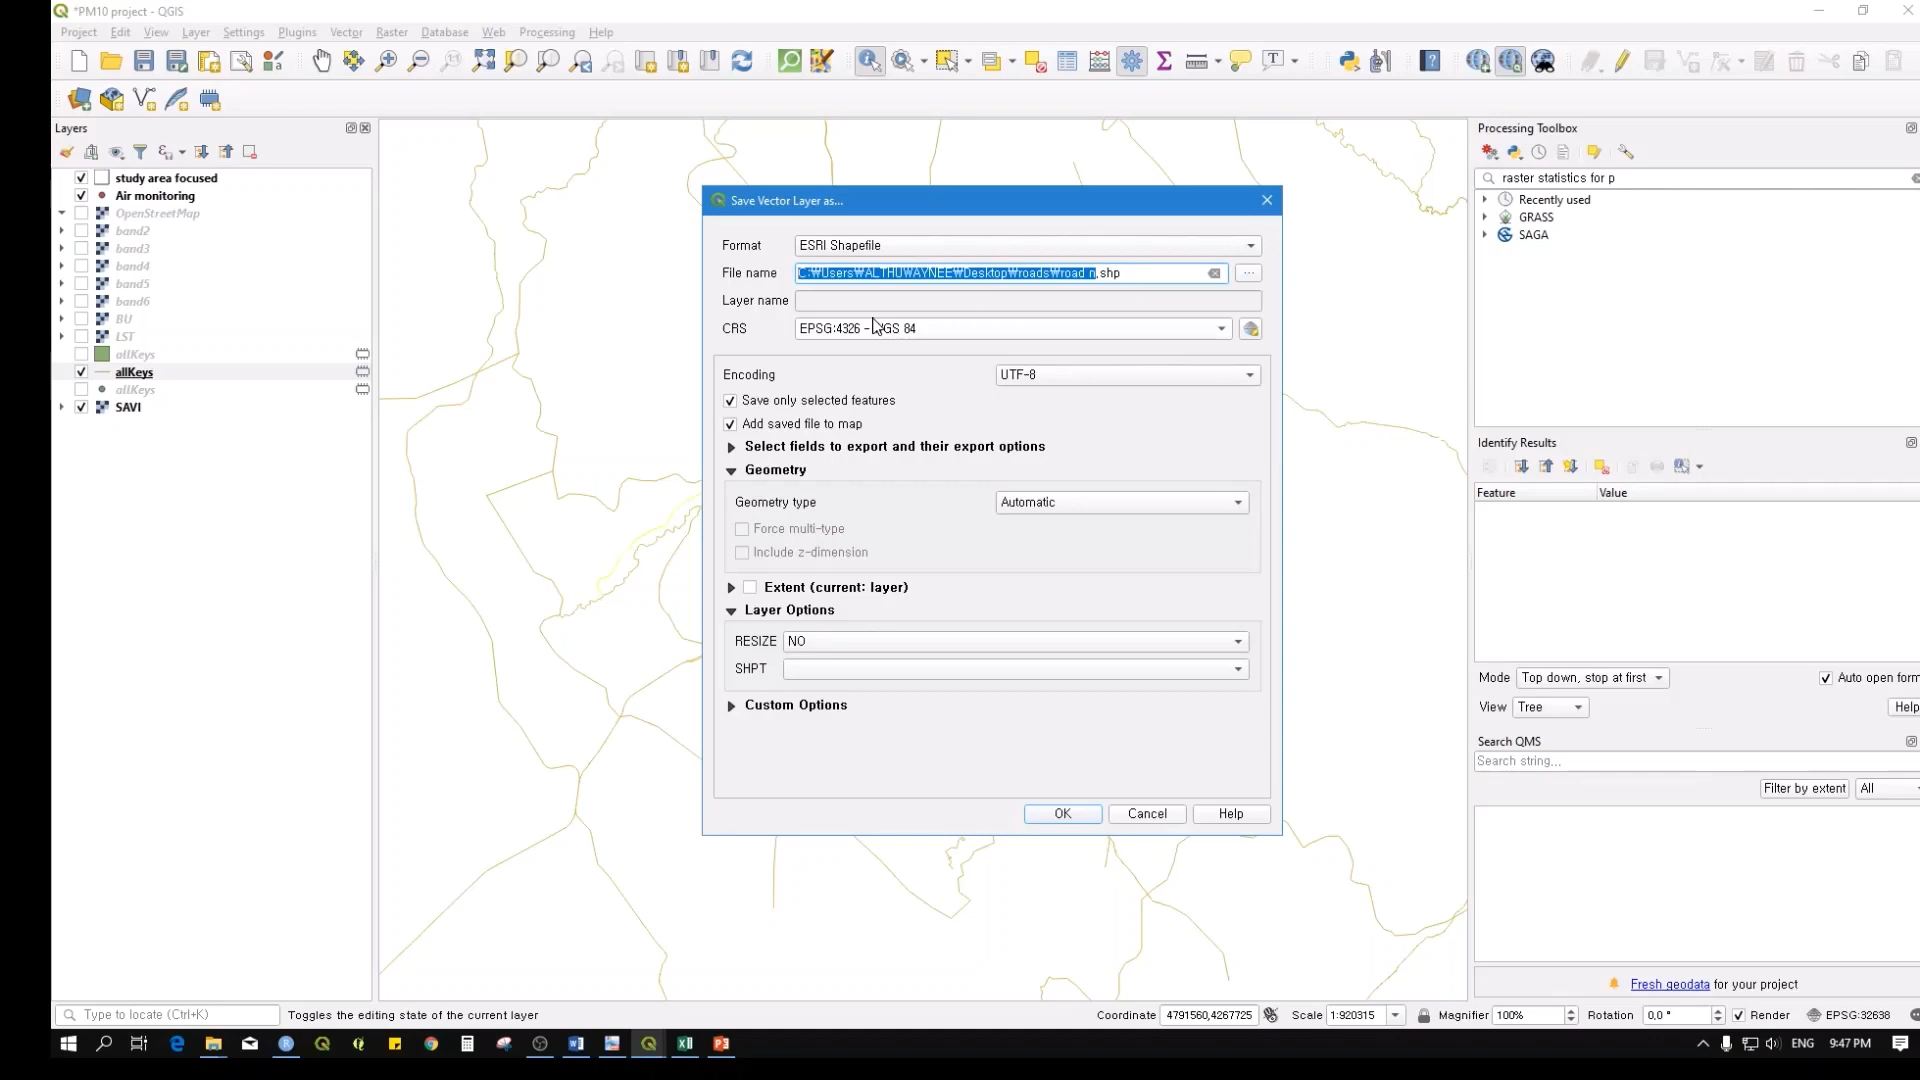 *PM10 project - QGIS
Project Edit View Layer Settings Plugins Vector Raster Database Web Processing Help
Layers
study area focused
Air monitoring
OpenStreetMap
band2
band3
band4
band5
band6
BU
LST
allKeys
allKeys
allKeys
SAVI
Type to locate (Ctrl+K)
Toggles the editing state of the current layer
Save Vector Layer as...
Format ESRI Shapefile
File name C:₩Users₩ALTHUWAYNEE₩Desktop₩roads₩road n.shp
Layer name
CRS EPSG:4326 - GS 84
Encoding UTF-8
Save only selected features
Add saved file to map
Select fields to export and their export options
Geometry
Geometry type Automatic
Force multi-type
Include z-dimension
Extent (current: layer)
Layer Options
RESIZE NO
SHPT
Custom Options
OK Cancel Help
Processing Toolbox
raster statistics for p
Recently used
GRASS
SAGA
Identify Results
Feature Value
Mode Top down, stop at first Auto open form
View Tree Help
Search QMS
Search string...
Filter by extent All
Fresh geodata for your project
Coordinate 4791560,4267725 Scale 1:920315 Magnifier 100% Rotation 0,0 ° Render EPSG:32638
ENG 9:47 PM